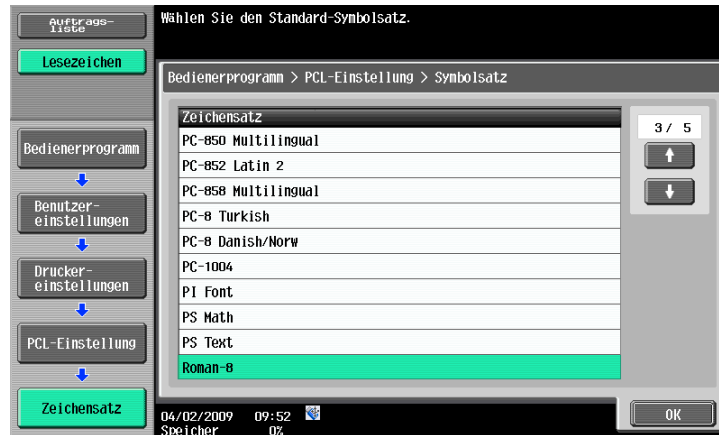 Auftrags-
liste
Lesezeichen
Bedienerprogramm
Benutzer-
einstellungen
Drucker-
einstellungen
PCL-Einstellung
Zeichensatz
Wählen Sie den Standard-Symbolsatz.
Bedienerprogramm > PCL-Einstellung > Symbolsatz
Zeichensatz
PC-850 Multilingual
PC-852 Latin 2
PC-858 Multilingual
PC-8 Turkish
PC-8 Danish/Norw
PC-1004
PI Font
PS Math
PS Text
Roman-8
3/ 5
OK
04/02/2009 09:52
Speicher 0%